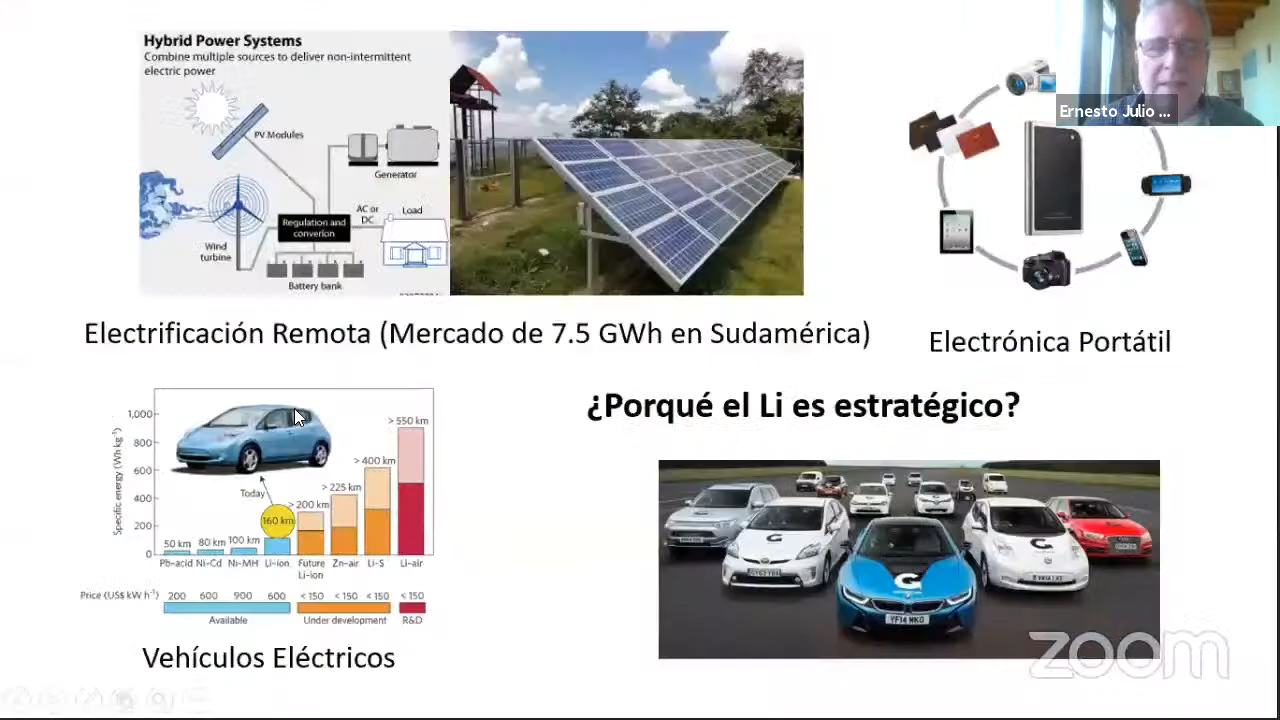 Hybrid Power Systems
Combine multiple sources to deliver non-intermittent
electric power
PV Modules
Generator
AC or
DC
Load
Regulation and
converion
Wind
turbine
Battery bank
Ernesto Julio ...
Electrificación Remota (Mercado de 7.5 GWh en Sudamérica)
Electrónica Portátil
¿Porqué el Li es estratégico?
Specific energy (Wh kg⁻¹)
1,000
800
600
400
200
0
Today
50 km
80 km
100 km
160 km
> 200 km
> 225 km
> 400 km
> 550 km
Pb-acid
Ni-Cd
Ni-MH
Li-ion
Future
Li-ion
Zn-air
Li-S
Li-air
Price (US$ kW h⁻¹)
200
600
900
600
< 150
< 150
< 150
< 150
Available
Under development
R&D
Vehículos Eléctricos
YF14 MKO
zoom